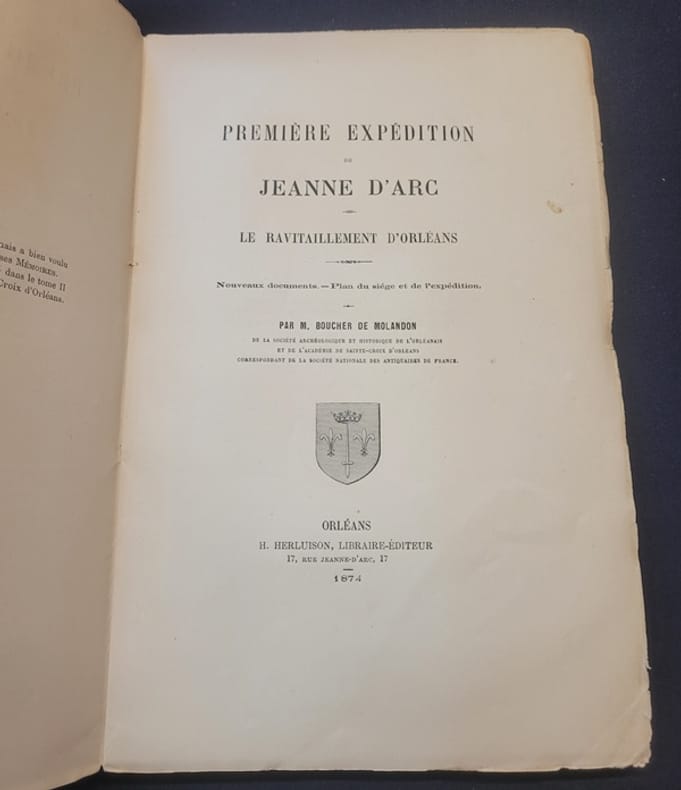 ...nais a bien voulu
ses MÉMOIRES.
dans le tome II
Croix d'Orléans.
PREMIÈRE EXPÉDITION
DE
JEANNE D'ARC
LE RAVITAILLEMENT D'ORLÉANS
Nouveaux documents. — Plan du siége et de l'expédition.
PAR M. BOUCHER DE MOLANDON
DE LA SOCIÉTÉ ARCHÉOLOGIQUE ET HISTORIQUE DE L'ORLÉANAIS
ET DE L'ACADÉMIE DE SAINTE-CROIX D'ORLÉANS
CORRESPONDANT DE LA SOCIÉTÉ NATIONALE DES ANTIQUAIRES DE FRANCE.
ORLÉANS
H. HERLUISON, LIBRAIRE-ÉDITEUR
17, RUE JEANNE-D'ARC, 17
1874